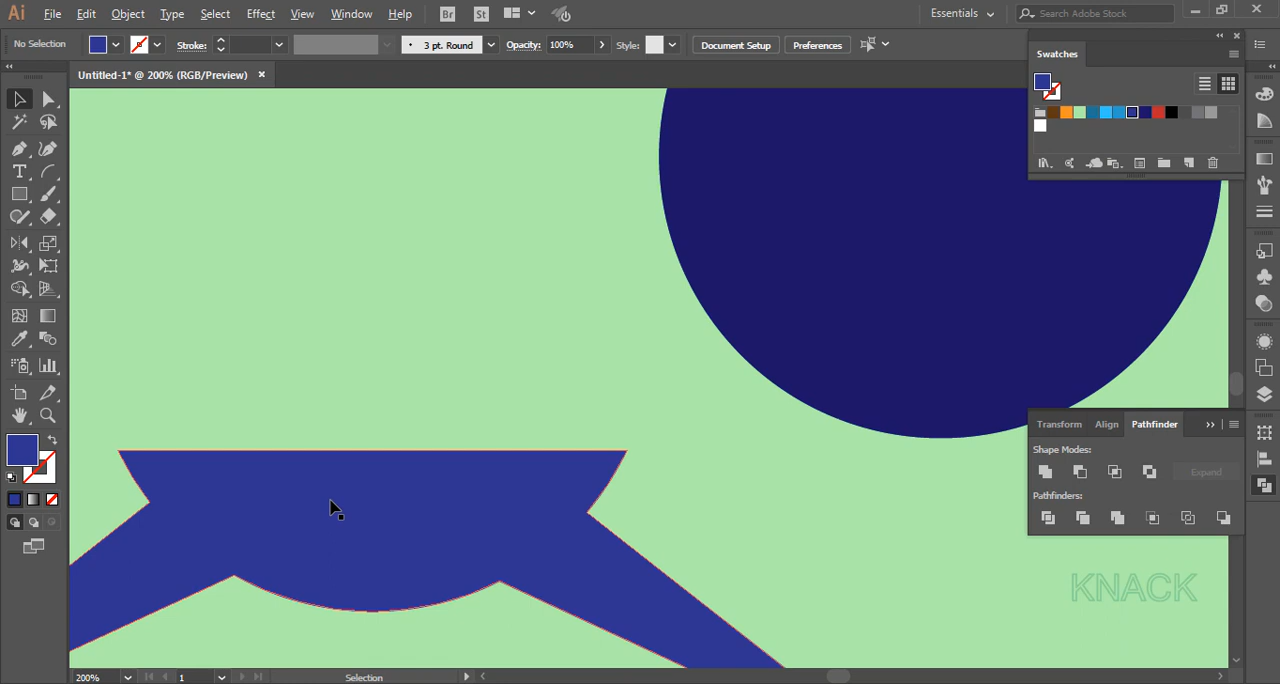 Ai File Edit Object Type Select Effect View Window Help Br St Essentials Search Adobe Stock
No Selection Stroke: 3 pt. Round Opacity: 100% Style: Document Setup Preferences
Untitled-1* @ 200% (RGB/Preview)
Swatches
Transform Align Pathfinder
Shape Modes:
Expand
Pathfinders:
KNACK
200% 1 Selection